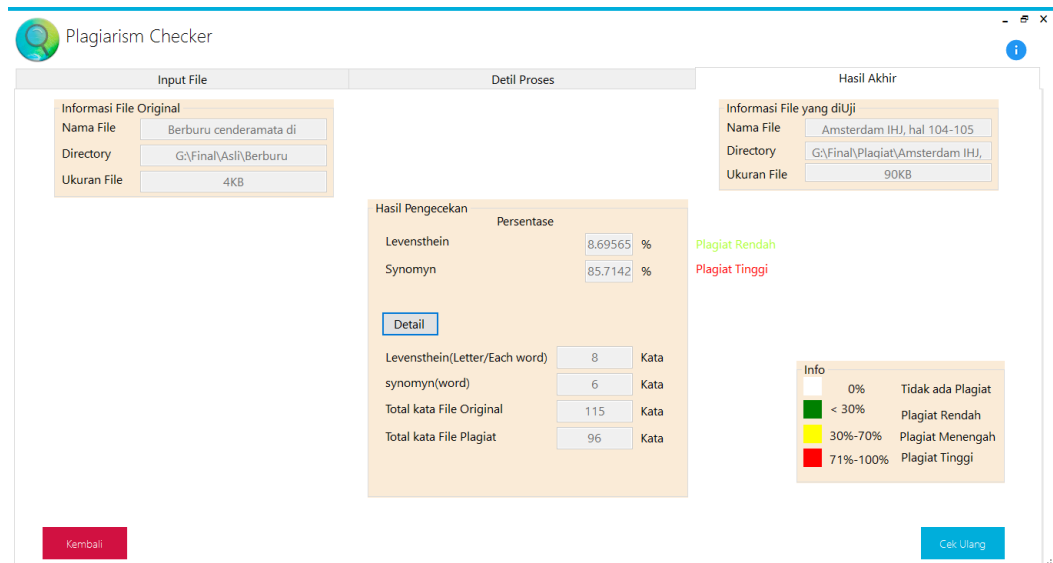 Plagiarism Checker
Input File
Detil Proses
Hasil Akhir
Informasi File Original
Nama File Berburu cenderamata di
Directory G:\Final\Asli\Berburu
Ukuran File 4KB
Informasi File yang diUji
Nama File Amsterdam IHJ, hal 104-105
Directory G:\Final\Plagiat\Amsterdam IHJ,
Ukuran File 90KB
Hasil Pengecekan
Persentase
Levensthein 8.69565 % Plagiat Rendah
Synomyn 85.7142 % Plagiat Tinggi
Detail
Levensthein(Letter/Each word) 8 Kata
synomyn(word) 6 Kata
Total kata File Original 115 Kata
Total kata File Plagiat 96 Kata
Info
0% Tidak ada Plagiat
< 30% Plagiat Rendah
30%-70% Plagiat Menengah
71%-100% Plagiat Tinggi
Kembali
Cek Ulang